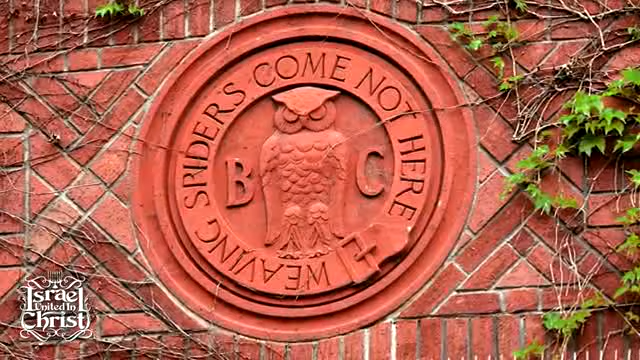 WEAVING SPIDERS COME NOT HERE
B C
Israel
United In
Christ